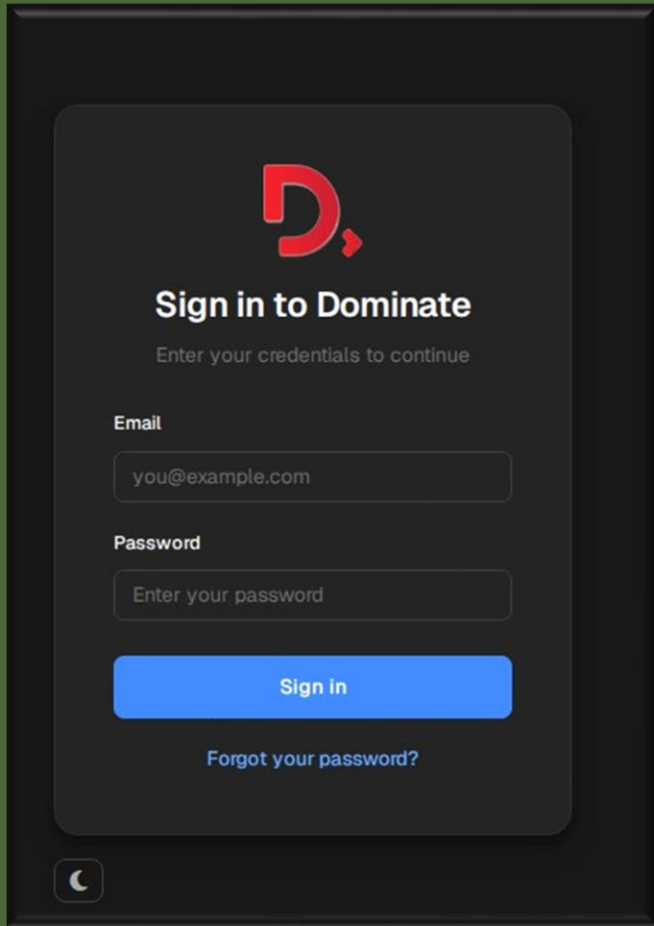 D
Sign in to Dominate
Enter your credentials to continue
Email
you@example.com
Password
Enter your password
Sign in
Forgot your password?